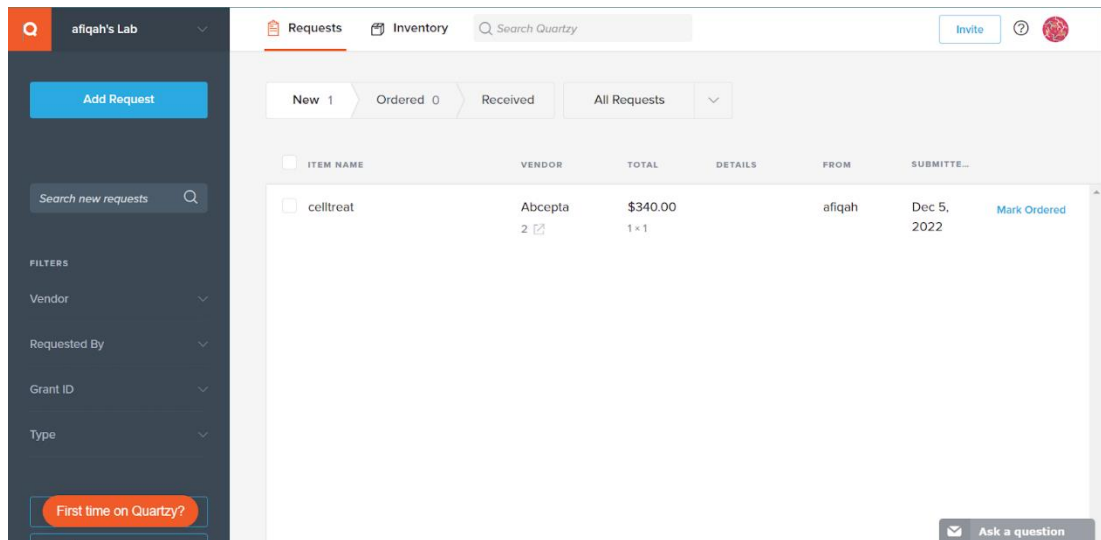 Q afiqah's Lab
Requests Inventory Search Quartzy Invite ?
Add Request
New 1 Ordered 0 Received All Requests
ITEM NAME VENDOR TOTAL DETAILS FROM SUBMITTE...
Search new requests
celltreat Abcepta $340.00 afiqah Dec 5, Mark Ordered
2 1 × 1 2022
FILTERS
Vendor
Requested By
Grant ID
Type
First time on Quartzy?
Ask a question